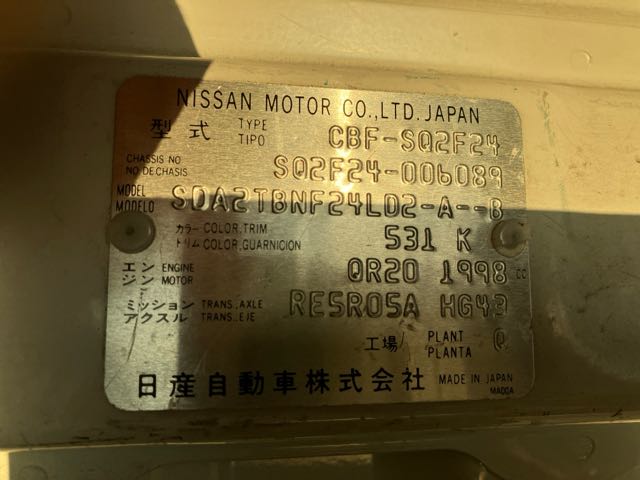 NISSAN MOTOR CO.,LTD. JAPAN
型式 TYPE TIPO CBF-SQ2F24
CHASSIS NO NO DE CHASIS SQ2F24-006089
MODEL MODELO SDA2TBNF24LD2-A--B
カラー トリム COLOR,TRIM COLOR,GUARNICION 531 K
エンジン ENGINE MOTOR QR20 1998 cc
ミッション アクスル TRANS.,AXLE TRANS.,EJE RE5R05A HG43
工場 PLANT PLANTA Q
日産自動車株式会社 MADE IN JAPAN
MA00A